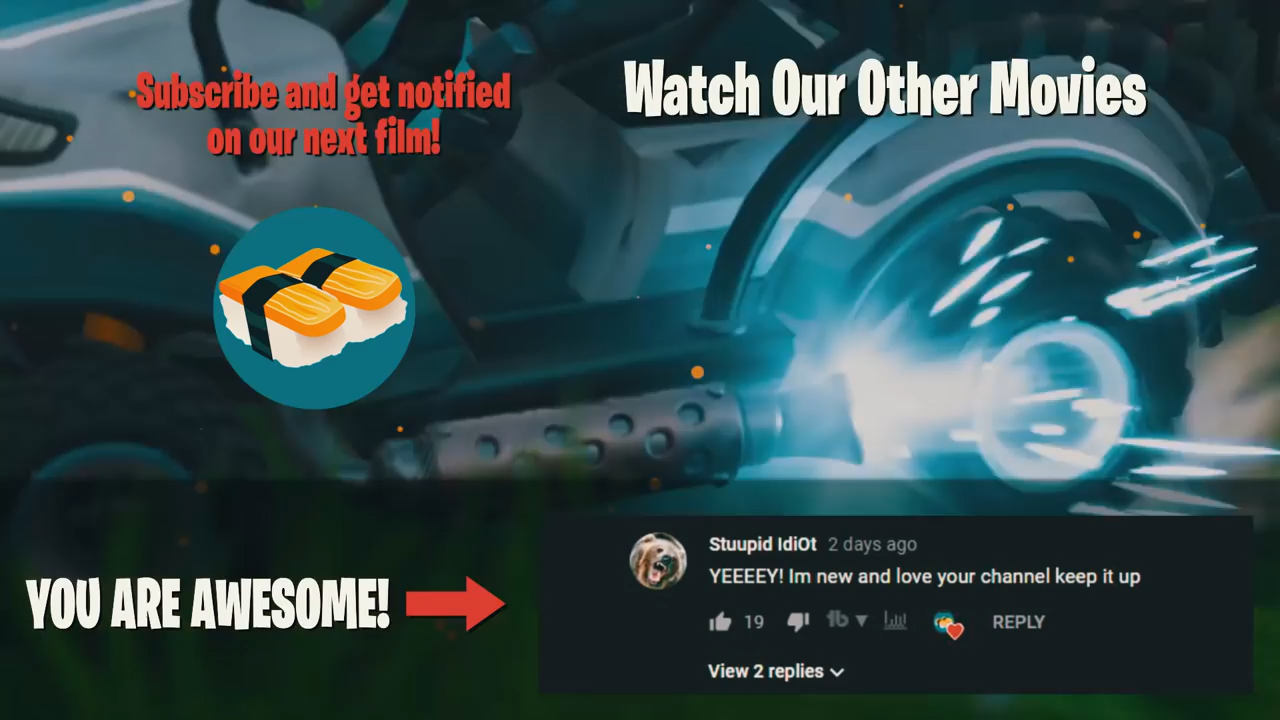 Subscribe and get notified
on our next film!
Watch Our Other Movies
YOU ARE AWESOME!
Stuupid IdiOt 2 days ago
YEEEEY! Im new and love your channel keep it up
19
REPLY
View 2 replies